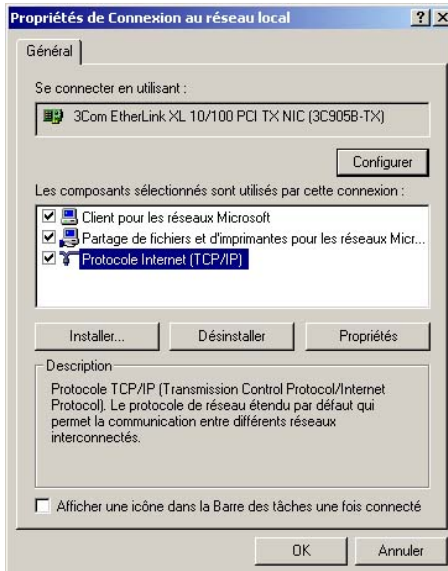 Propriétés de Connexion au réseau local
Général
Se connecter en utilisant :
3Com EtherLink XL 10/100 PCI TX NIC (3C905B-TX)
Configurer
Les composants sélectionnés sont utilisés par cette connexion :
Client pour les réseaux Microsoft
Partage de fichiers et d'imprimantes pour les réseaux Micr...
Protocole Internet (TCP/IP)
Installer... Désinstaller Propriétés
Description
Protocole TCP/IP (Transmission Control Protocol/Internet
Protocol). Le protocole de réseau étendu par défaut qui
permet la communication entre différents réseaux
interconnectés.
Afficher une icône dans la Barre des tâches une fois connecté
OK Annuler